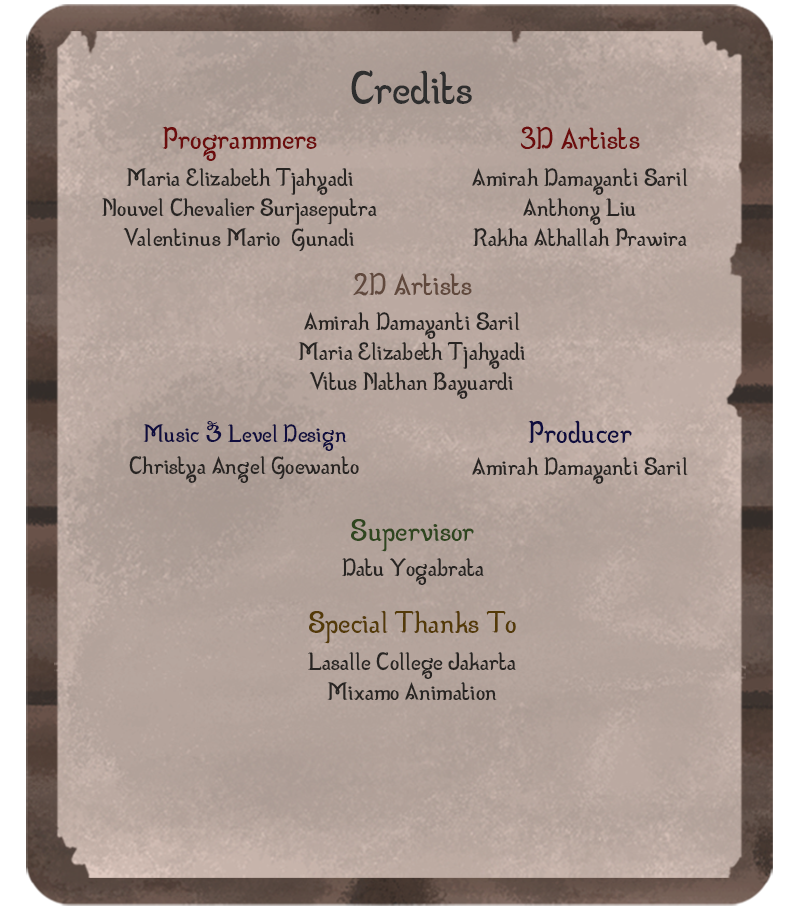 Credits
Programmers
Maria Elizabeth Tjahyadi
Nouvel Chevalier Surjaseputra
Valentinus Mario Gunadi
3D Artists
Amirah Damayanti Saril
Anthony Liu
Rakha Athallah Prawira
2D Artists
Amirah Damayanti Saril
Maria Elizabeth Tjahyadi
Vitus Nathan Bayuardi
Music & Level Design
Christya Angel Goewanto
Producer
Amirah Damayanti Saril
Supervisor
Datu Yogabrata
Special Thanks To
Lasalle College Jakarta
Mixamo Animation